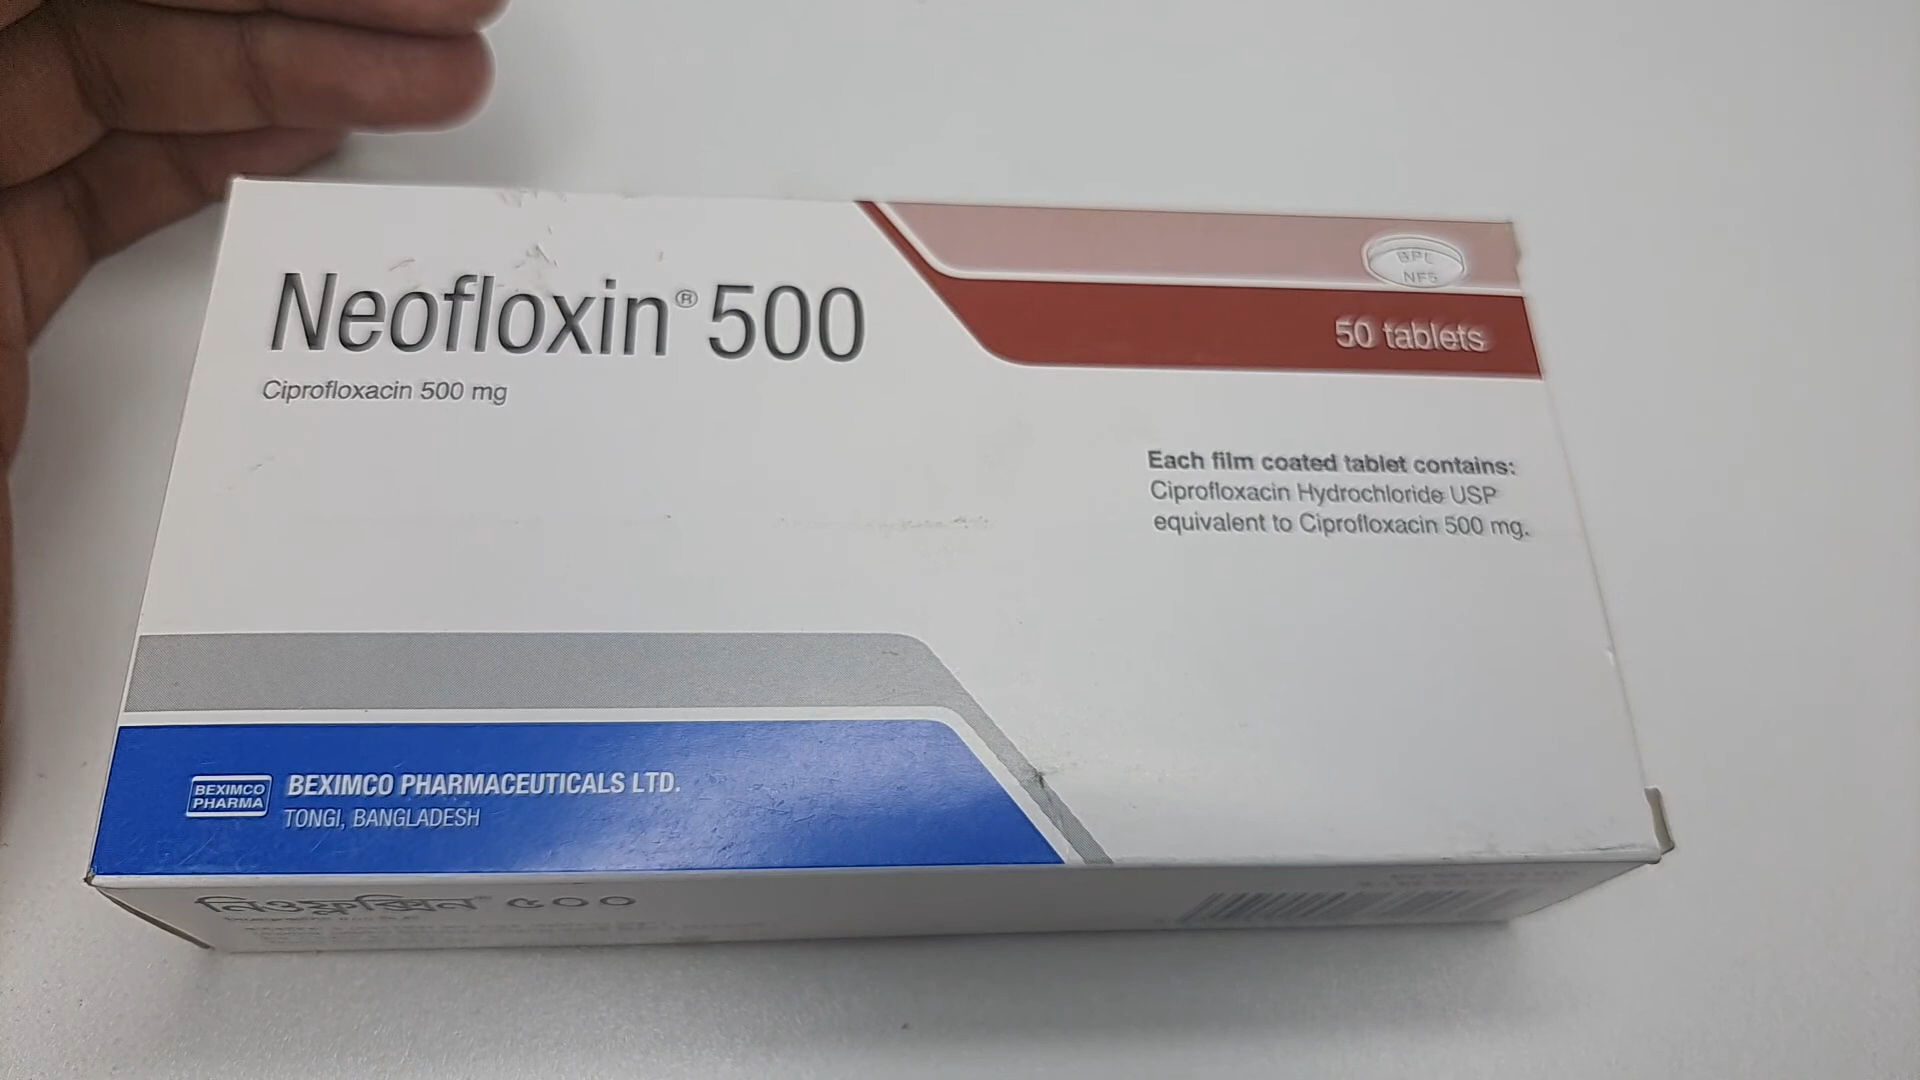 Neofloxin® 500
Ciprofloxacin 500 mg
BPL
NF5
50 tablets
Each film coated tablet contains:
Ciprofloxacin Hydrochloride USP
equivalent to Ciprofloxacin 500 mg.
BEXIMCO
PHARMA
BEXIMCO PHARMACEUTICALS LTD.
TONGI, BANGLADESH
নিওফ্লক্সিন® ৫০০